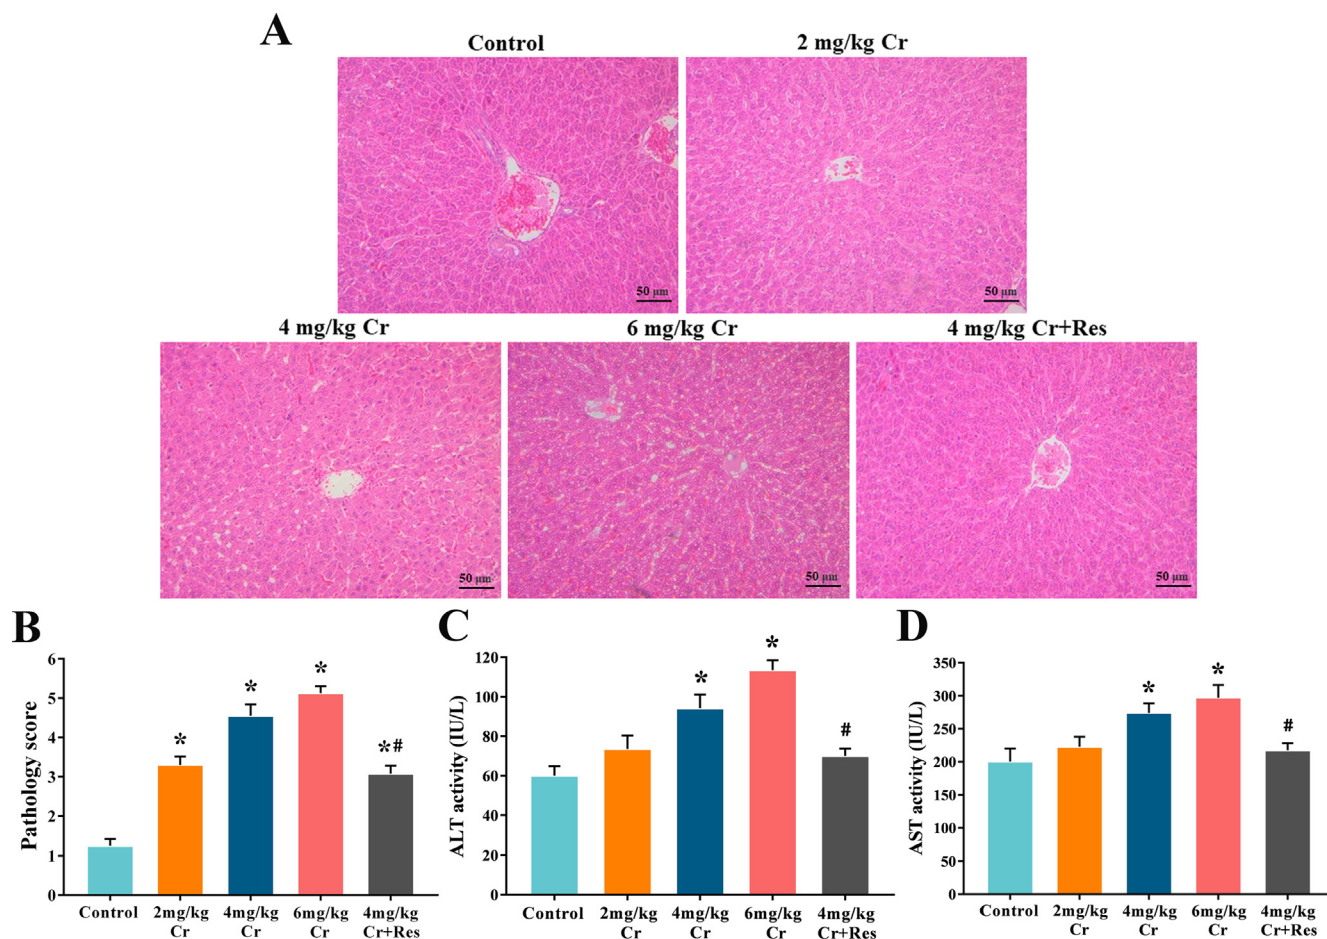 A
Control
2 mg/kg Cr
50 μm
50 μm
4 mg/kg Cr
6 mg/kg Cr
4 mg/kg Cr+Res
50 μm
50 μm
50 μm
B
Pathology score
6
5
4
3
2
1
0
*
*
*
*#
Control
2mg/kg Cr
4mg/kg Cr
6mg/kg Cr
4mg/kg Cr+Res
C
ALT activity (IU/L)
120
100
80
60
40
20
0
*
*
#
Control
2mg/kg Cr
4mg/kg Cr
6mg/kg Cr
4mg/kg Cr+Res
D
AST activity (IU/L)
350
300
250
200
150
100
50
0
*
*
#
Control
2mg/kg Cr
4mg/kg Cr
6mg/kg Cr
4mg/kg Cr+Res